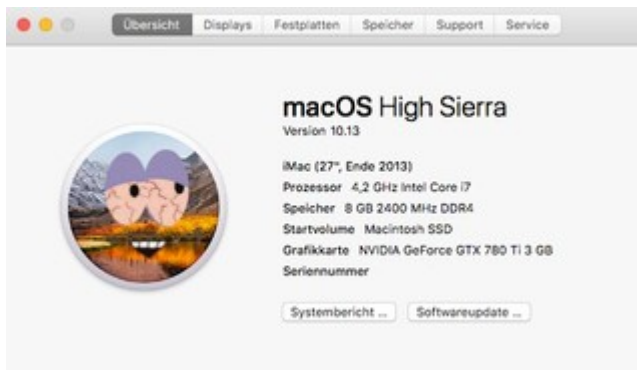 Übersicht Displays Festplatten Speicher Support Service
macOS High Sierra
Version 10.13
iMac (27", Ende 2013)
Prozessor 4,2 GHz Intel Core i7
Speicher 8 GB 2400 MHz DDR4
Startvolume Macintosh SSD
Grafikkarte NVIDIA GeForce GTX 780 Ti 3 GB
Seriennummer
Systembericht ... Softwareupdate ...